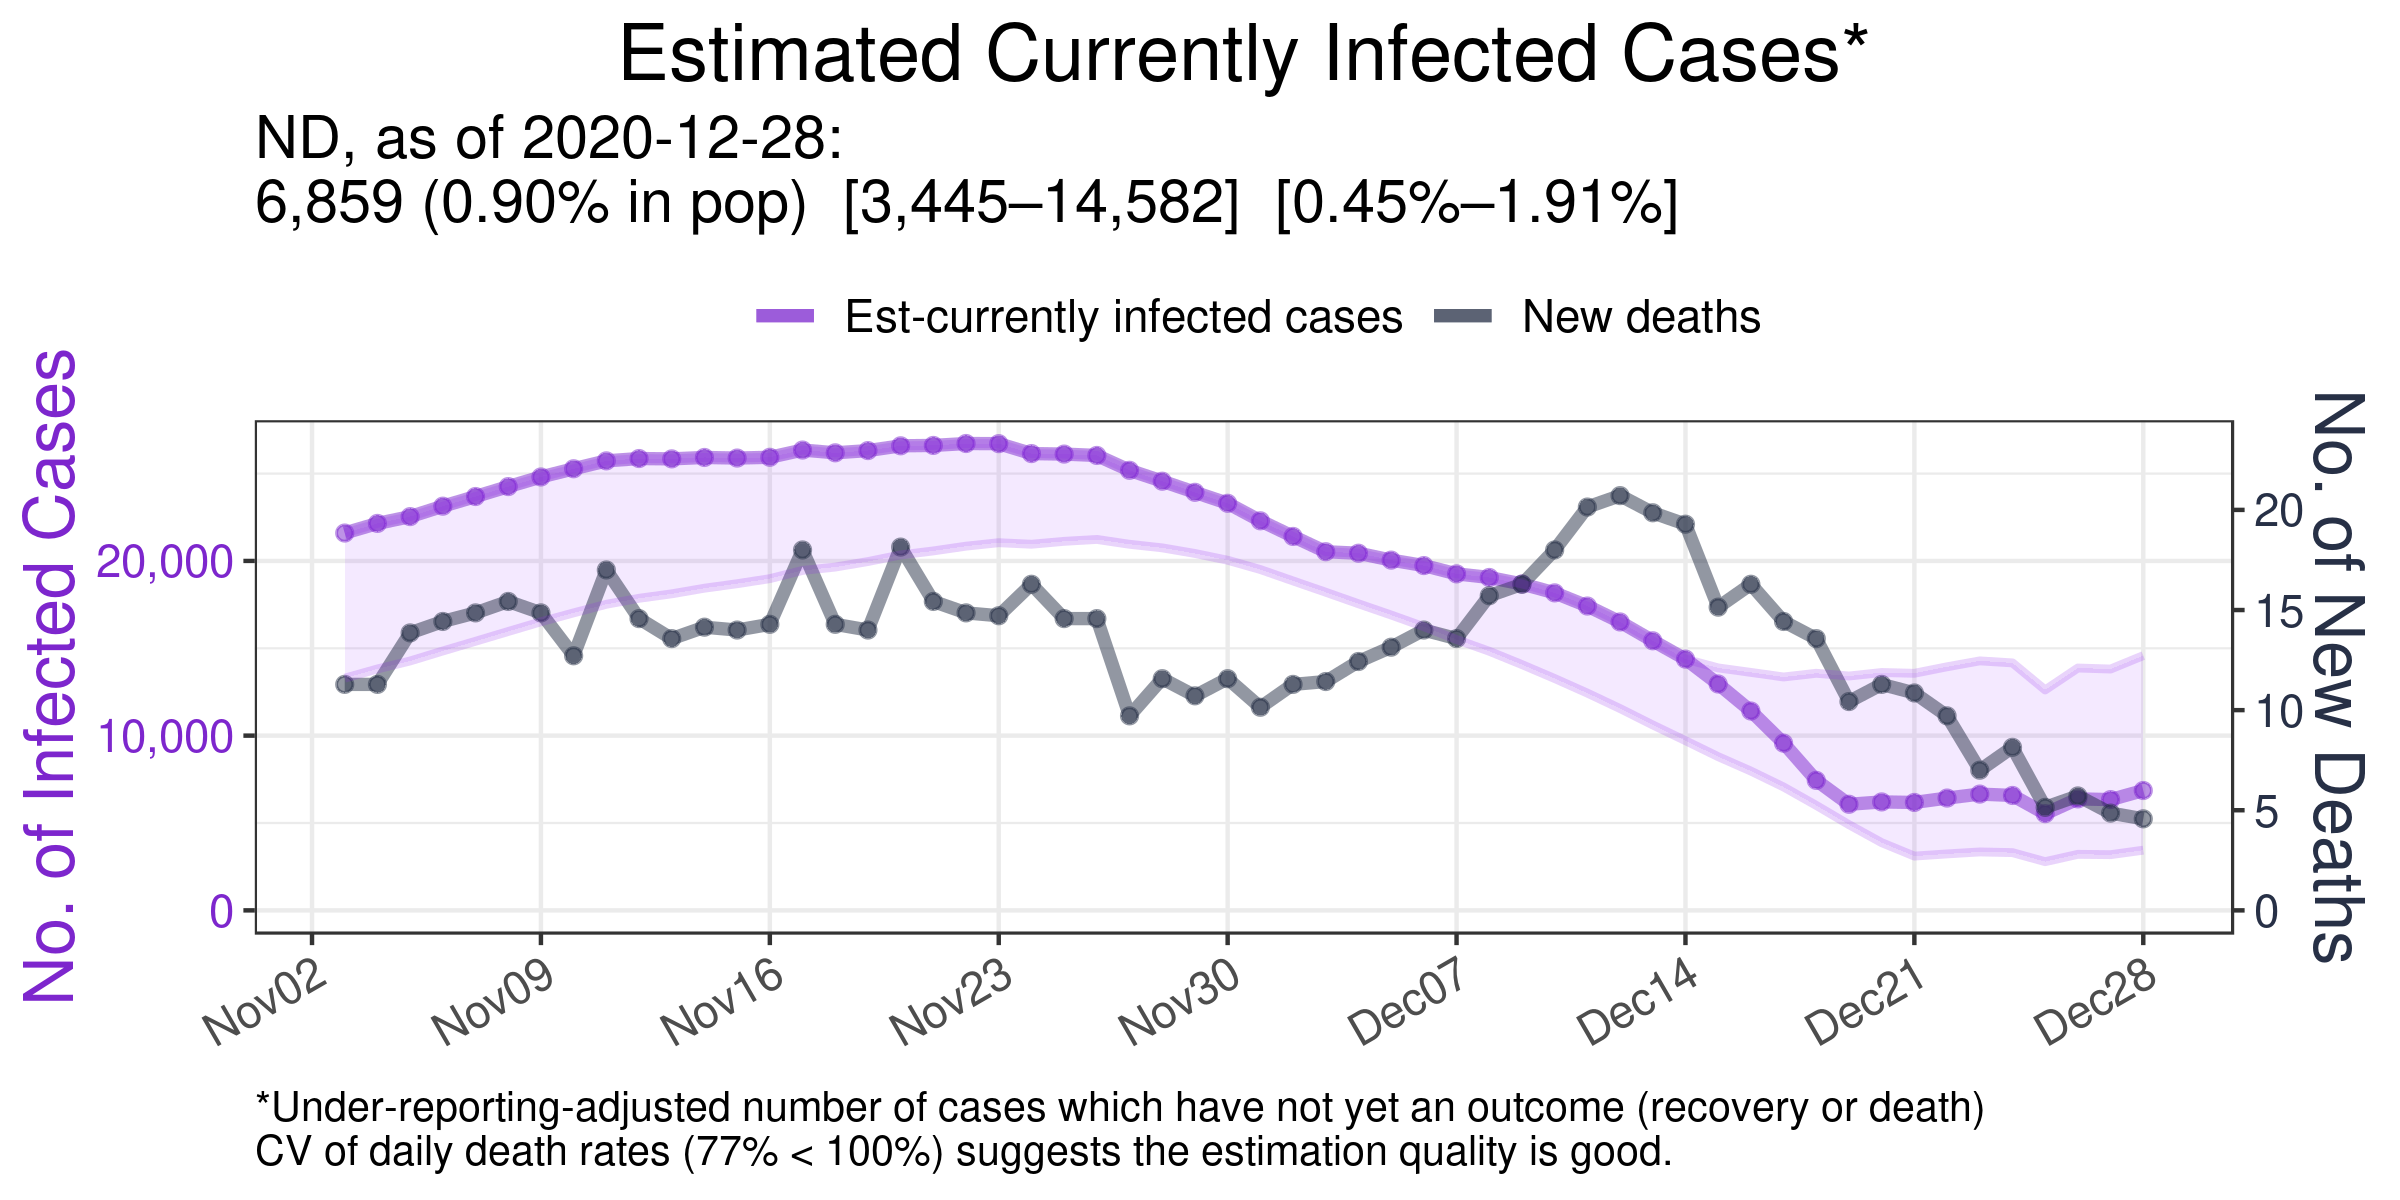 Estimated Currently Infected Cases*
ND, as of 2020-12-28:
6,859 (0.90% in pop)  [3,445–14,582]  [0.45%–1.91%]
Est-currently infected cases
New deaths
No. of Infected Cases
20,000
10,000
0
No. of New Deaths
20
15
10
5
0
Nov02
Nov09
Nov16
Nov23
Nov30
Dec07
Dec14
Dec21
Dec28
*Under-reporting-adjusted number of cases which have not yet an outcome (recovery or death)
CV of daily death rates (77% < 100%) suggests the estimation quality is good.